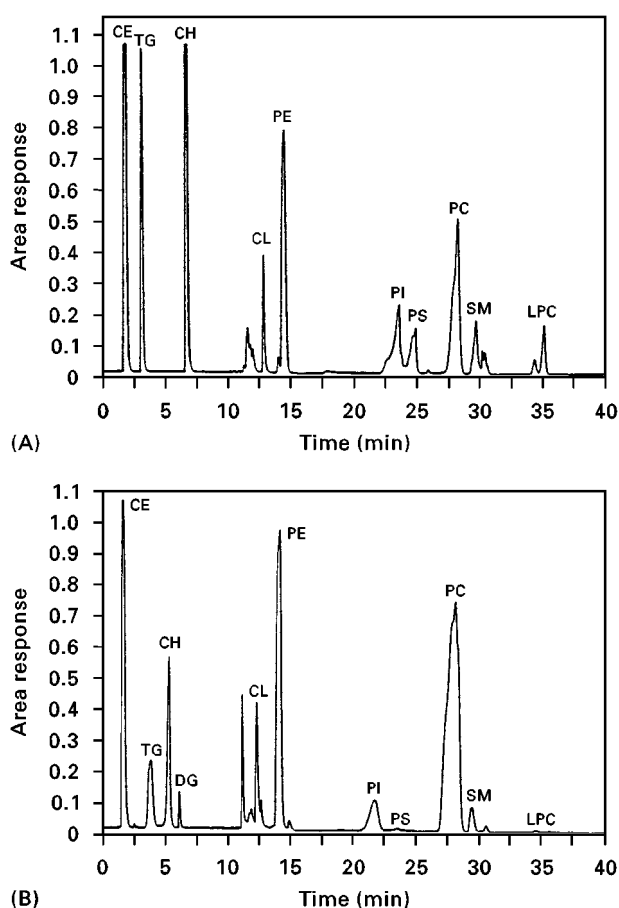 CE TG CH
PE
CL
PI PS
PC
SM
LPC
Area response
1.1
1.0
0.9
0.8
0.7
0.6
0.5
0.4
0.3
0.2
0.1
0
0 5 10 15 20 25 30 35 40
(A) Time (min)
CE
TG
CH
DG
CL
PE
PI
PS
PC
SM
LPC
Area response
1.1
1.0
0.9
0.8
0.7
0.6
0.5
0.4
0.3
0.2
0.1
0
0 5 10 15 20 25 30 35 40
(B) Time (min)